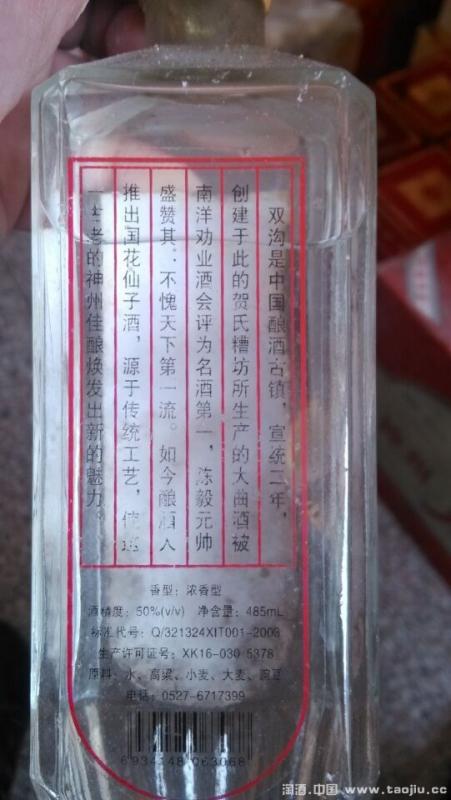 双沟是中国酿酒古镇，宣统二年，
创建于此的贺氏糟坊所生产的大曲酒被
南洋劝业酒会评为名酒第一，陈毅元帅
盛赞其：不愧天下第一流。如今酿酒人
推出国花仙子酒，源于传统工艺，使这
一古老的神州佳酿焕发出新的魅力。
香型：浓香型
酒精度：50%(v/v) 净含量：485mL
标准代号：Q/321324XIT001-2003
生产许可证号：XK16-030 5378
原料：水、高粱、小麦、大麦、豌豆
电话：0527-6717399
6 934148 063068
淘酒.中国 www.taojiu.cc